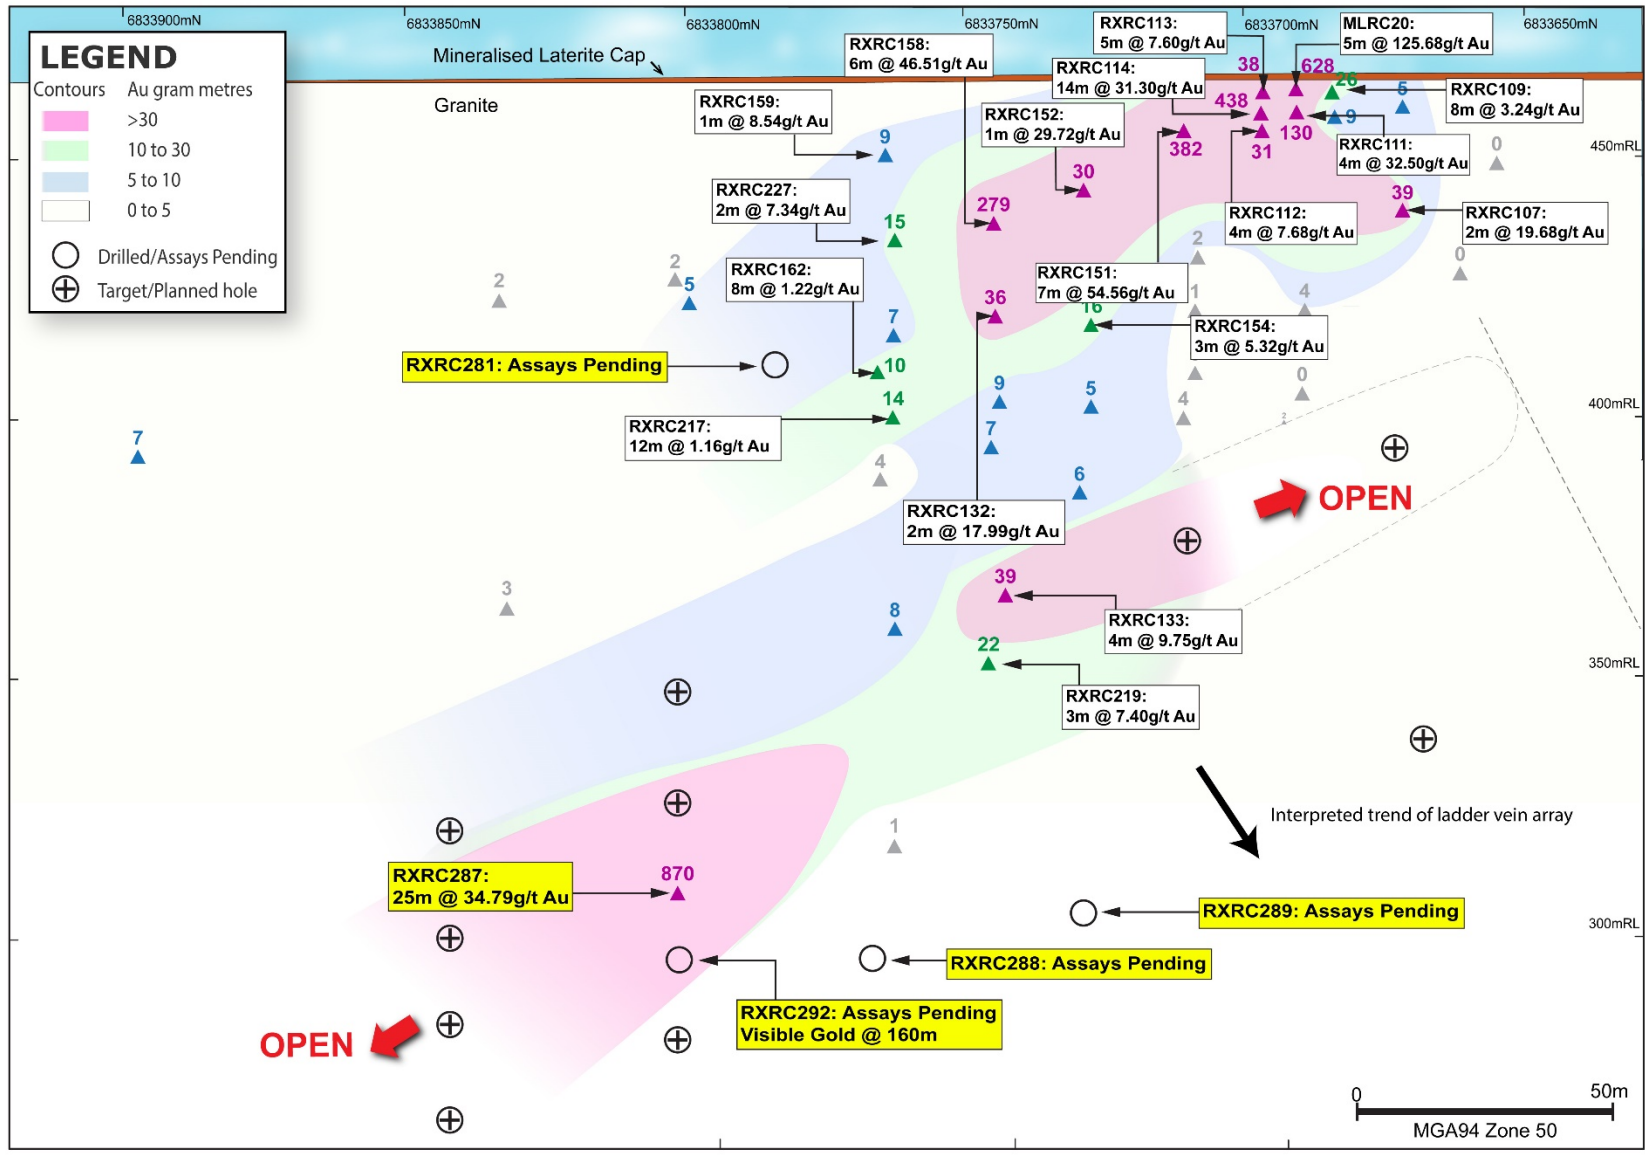 6833900mN
6833850mN
6833800mN
6833750mN
6833700mN
6833650mN
LEGEND
Contours
Au gram metres
>30
10 to 30
5 to 10
0 to 5
Drilled/Assays Pending
Target/Planned hole
Mineralised Laterite Cap
Granite
RXRC158:
6m @ 46.51g/t Au
RXRC113:
5m @ 7.60g/t Au
MLRC20:
5m @ 125.68g/t Au
RXRC114:
14m @ 31.30g/t Au
RXRC159:
1m @ 8.54g/t Au
RXRC152:
1m @ 29.72g/t Au
RXRC109:
8m @ 3.24g/t Au
RXRC111:
4m @ 32.50g/t Au
RXRC227:
2m @ 7.34g/t Au
RXRC112:
4m @ 7.68g/t Au
RXRC107:
2m @ 19.68g/t Au
RXRC162:
8m @ 1.22g/t Au
RXRC151:
7m @ 54.56g/t Au
RXRC154:
3m @ 5.32g/t Au
RXRC281: Assays Pending
RXRC217:
12m @ 1.16g/t Au
RXRC132:
2m @ 17.99g/t Au
RXRC133:
4m @ 9.75g/t Au
RXRC219:
3m @ 7.40g/t Au
RXRC287:
25m @ 34.79g/t Au
RXRC289: Assays Pending
RXRC288: Assays Pending
RXRC292: Assays Pending
Visible Gold @ 160m
38
628
26
5
438
9
130
31
382
0
9
30
39
279
15
2
0
2
2
5
1
4
36
16
7
10
0
9
5
14
4
2
7
7
4
6
39
3
8
22
1
870
450mRL
400mRL
350mRL
300mRL
OPEN
OPEN
Interpreted trend of ladder vein array
0
50m
MGA94 Zone 50